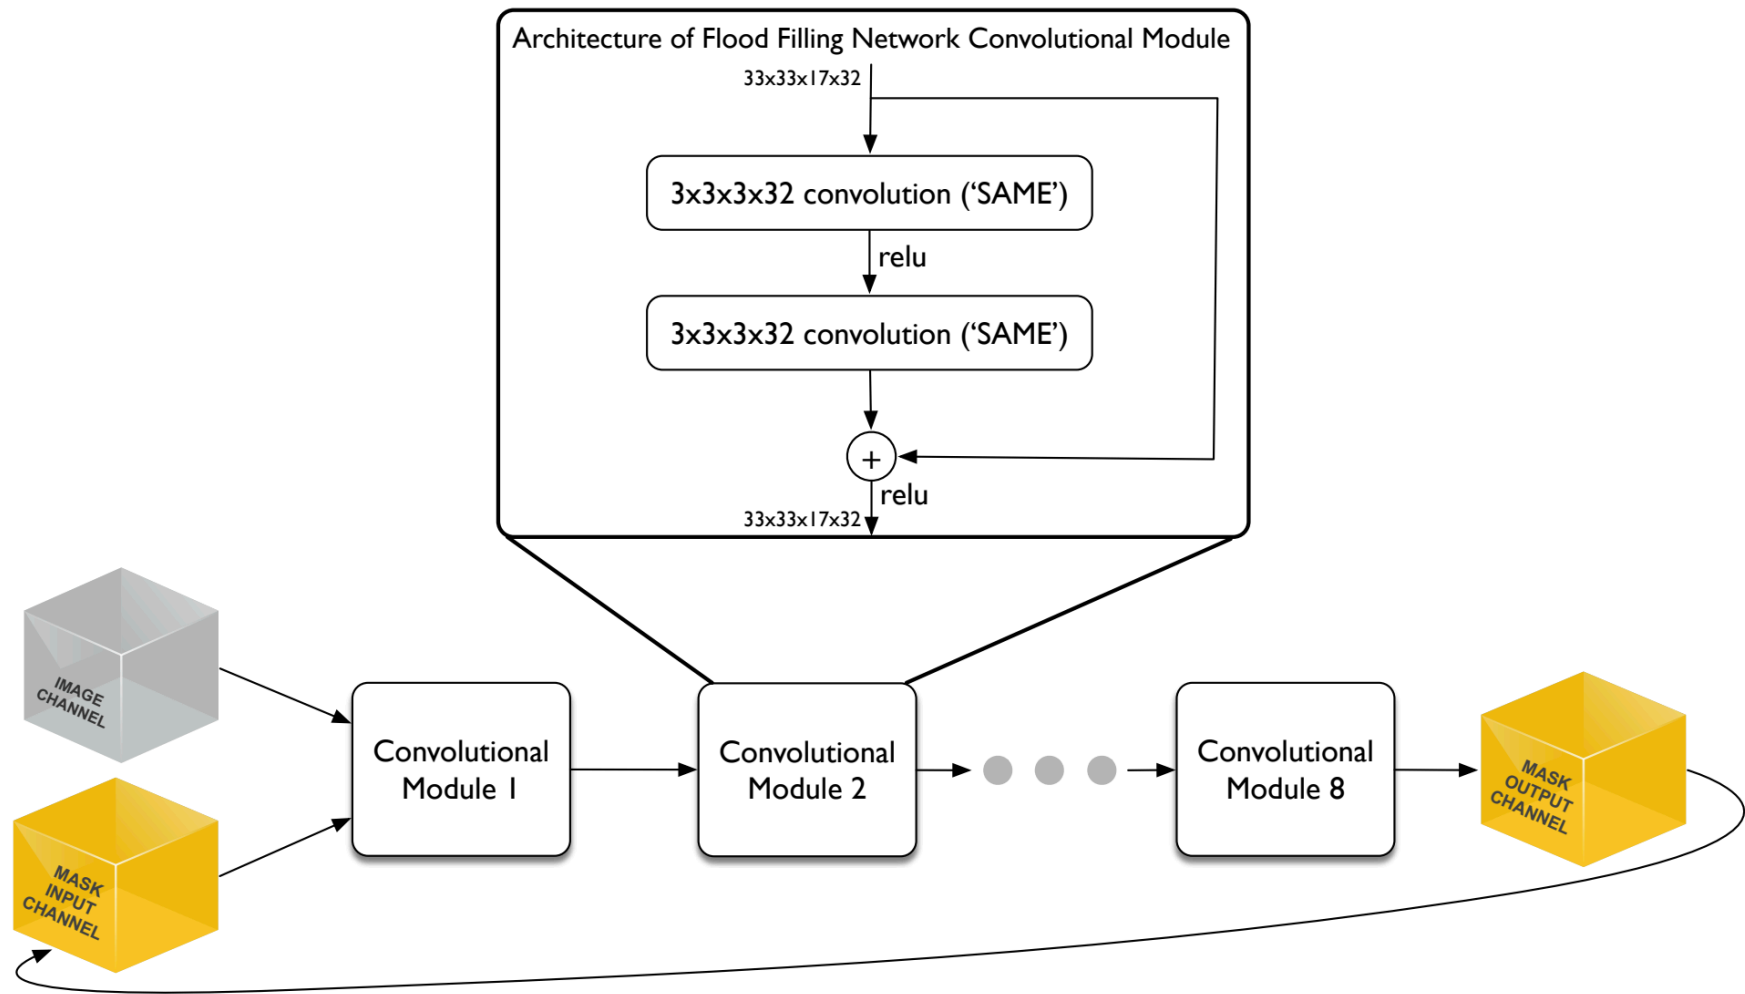 Architecture of Flood Filling Network Convolutional Module
33x33x17x32
3x3x3x32 convolution (‘SAME’)
relu
3x3x3x32 convolution (‘SAME’)
+
relu
33x33x17x32
IMAGE
CHANNEL
MASK
INPUT
CHANNEL
Convolutional
Module 1
Convolutional
Module 2
Convolutional
Module 8
MASK
OUTPUT
CHANNEL